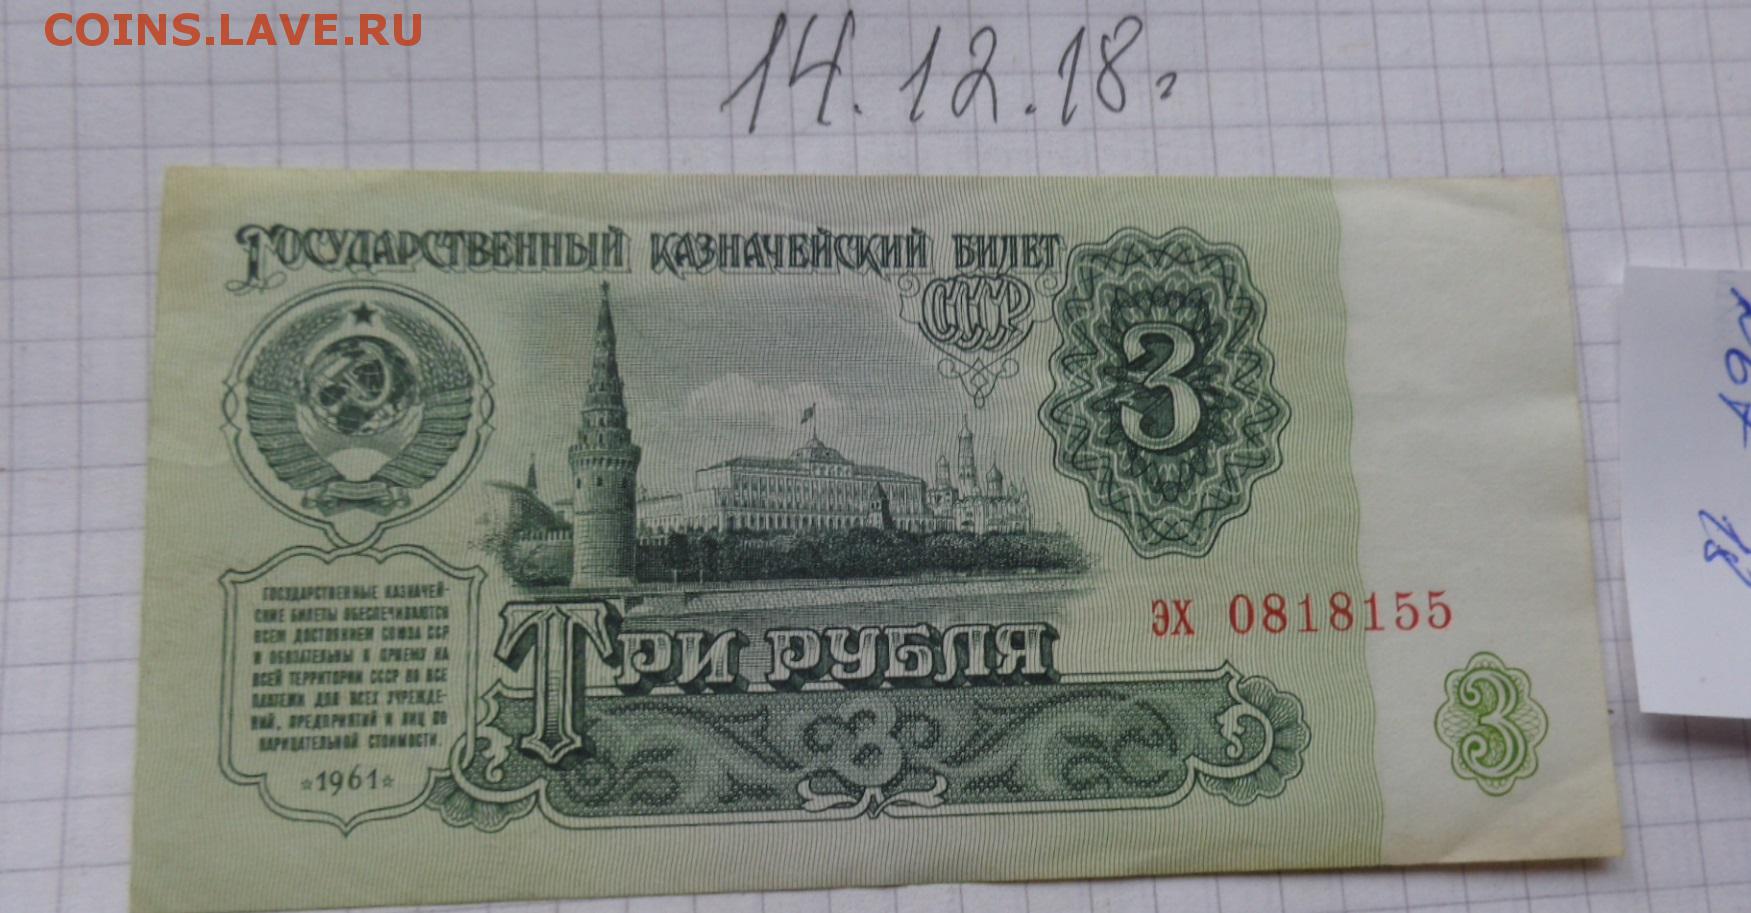 COINS.LAVE.RU
14.12.18г
Государственный казначейский билет
СССР
3
Государственные казначей-
ские билеты обеспечиваются
всем достоянием Союза ССР
и обязательны к приему на
всей территории СССР во все
платежи для всех учрежде-
ний, предприятий и лиц по
нарицательной стоимости.
*1961*
эх 0818155
Три рубля
3
3